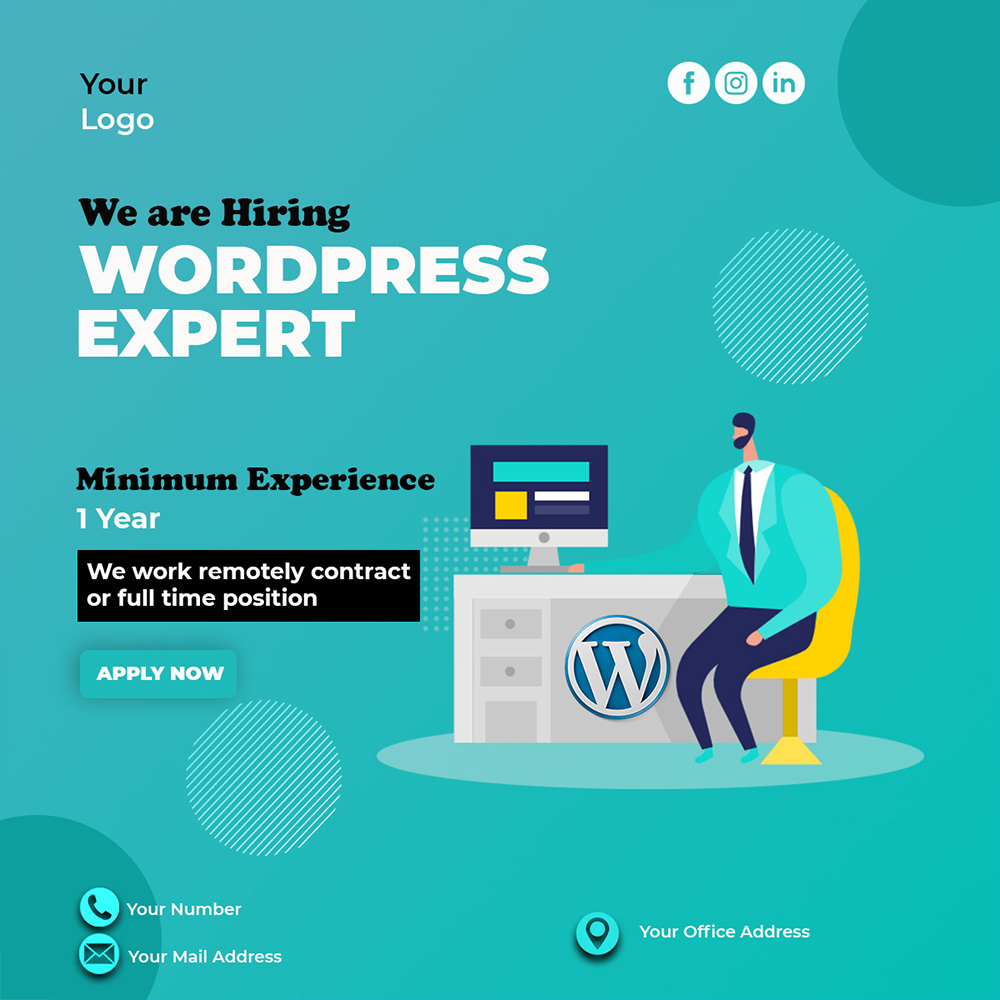 Your
Logo
We are Hiring
WORDPRESS
EXPERT
Minimum Experience
1 Year
We work remotely contract
or full time position
APPLY NOW
Your Number
Your Mail Address
Your Office Address